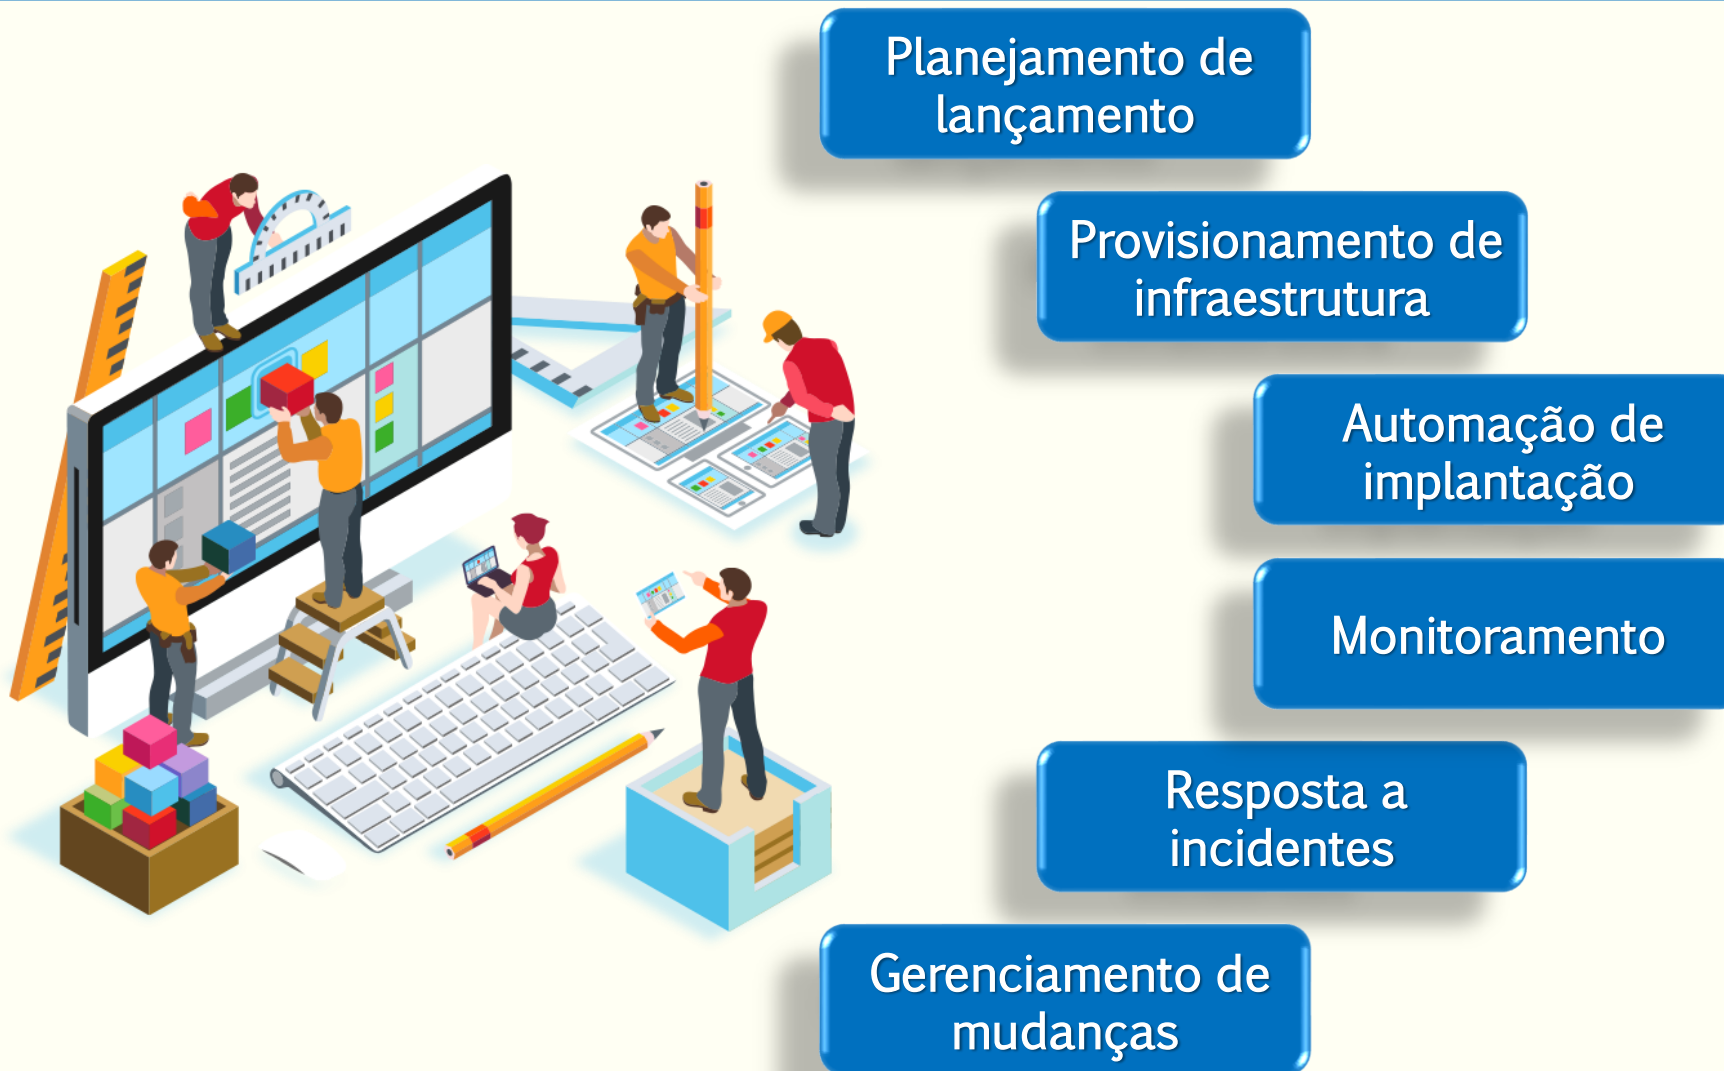 Planejamento de
lançamento
Provisionamento de
infraestrutura
Automação de
implantação
Monitoramento
Resposta a
incidentes
Gerenciamento de
mudanças